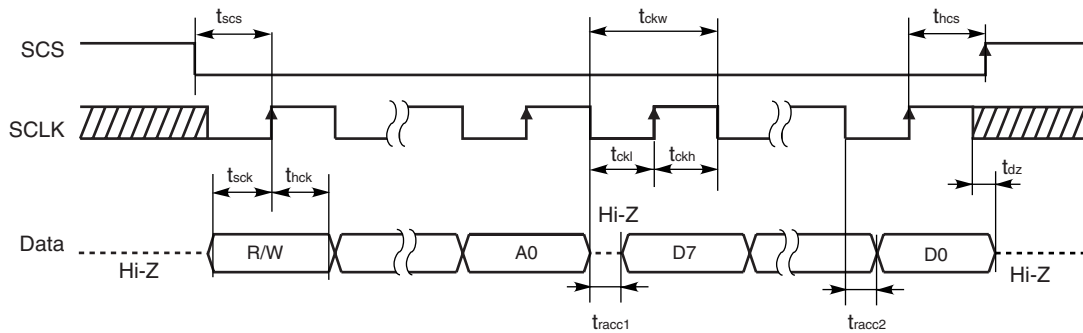 tscs
tckw
thcs
SCS
SCLK
tsck
thck
tckl
tckh
tdz
Hi-Z
Data
R/W
A0
D7
D0
Hi-Z
Hi-Z
tracc1
tracc2